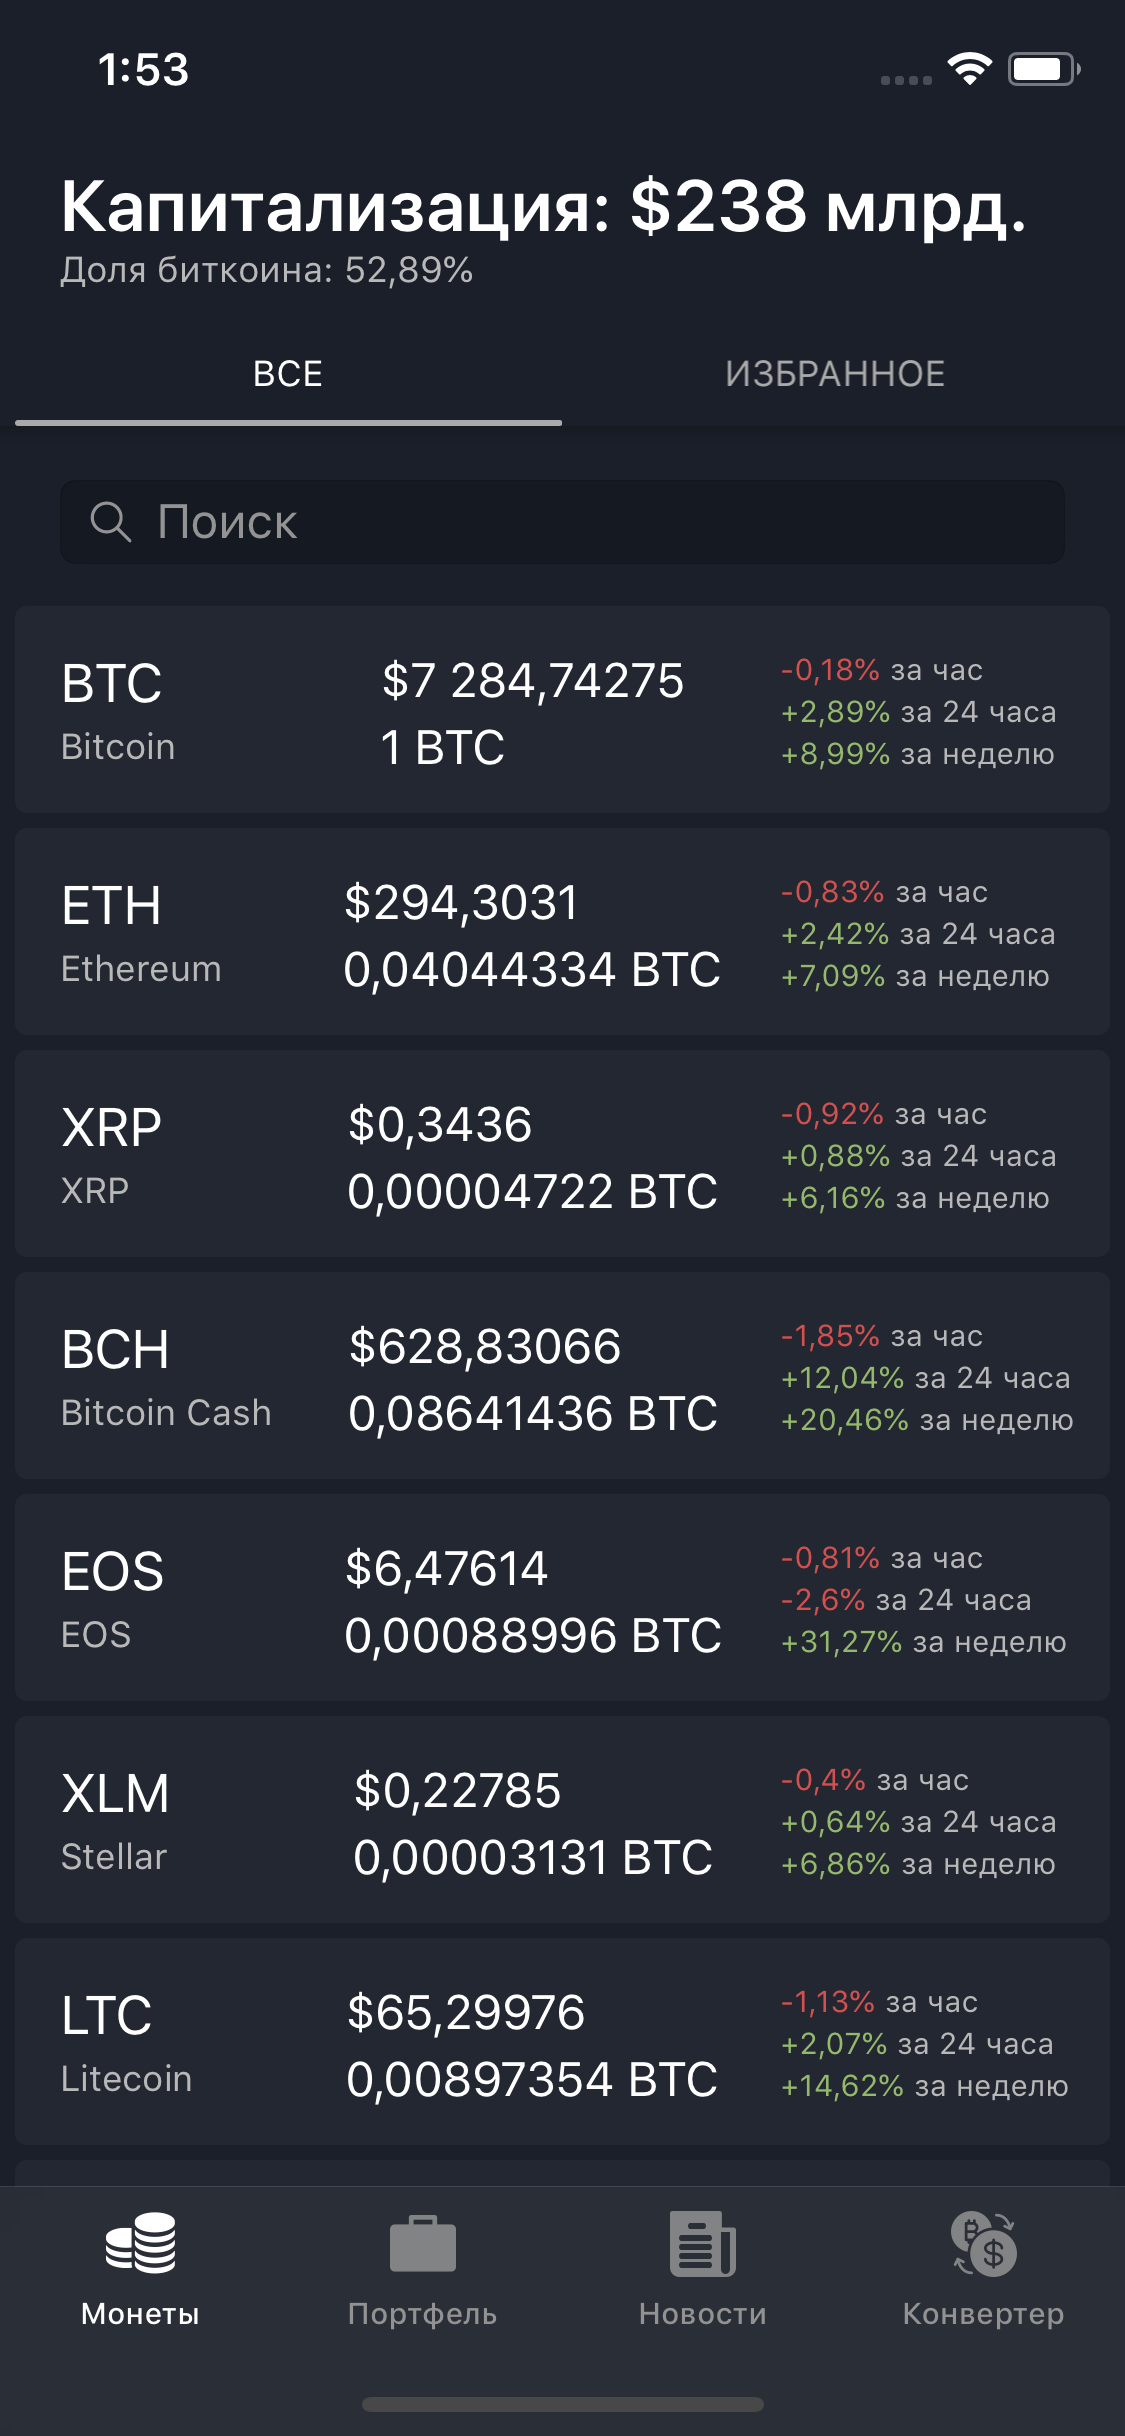 1:53
Капитализация: $238 млрд.
Доля биткоина: 52,89%
ВСЕ
ИЗБРАННОЕ
Поиск
BTC
Bitcoin
$7 284,74275
1 BTC
-0,18% за час
+2,89% за 24 часа
+8,99% за неделю
ETH
Ethereum
$294,3031
0,04044334 BTC
-0,83% за час
+2,42% за 24 часа
+7,09% за неделю
XRP
XRP
$0,3436
0,00004722 BTC
-0,92% за час
+0,88% за 24 часа
+6,16% за неделю
BCH
Bitcoin Cash
$628,83066
0,08641436 BTC
-1,85% за час
+12,04% за 24 часа
+20,46% за неделю
EOS
EOS
$6,47614
0,00088996 BTC
-0,81% за час
-2,6% за 24 часа
+31,27% за неделю
XLM
Stellar
$0,22785
0,00003131 BTC
-0,4% за час
+0,64% за 24 часа
+6,86% за неделю
LTC
Litecoin
$65,29976
0,00897354 BTC
-1,13% за час
+2,07% за 24 часа
+14,62% за неделю
Монеты
Портфель
Новости
Конвертер